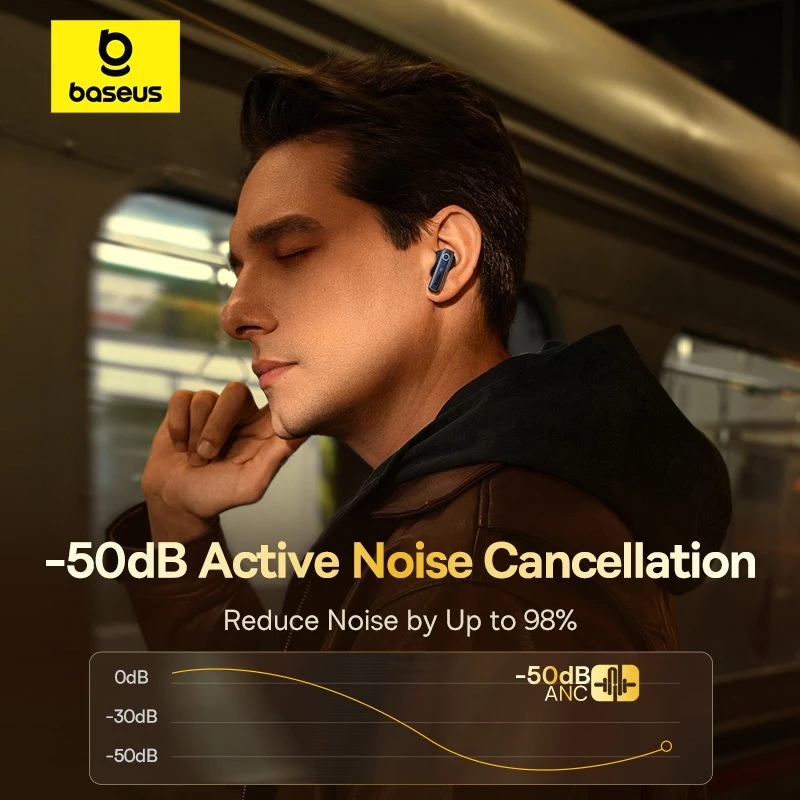 baseus
-50dB Active Noise Cancellation
Reduce Noise by Up to 98%
0dB
-50dB
ANC
-30dB
-50dB